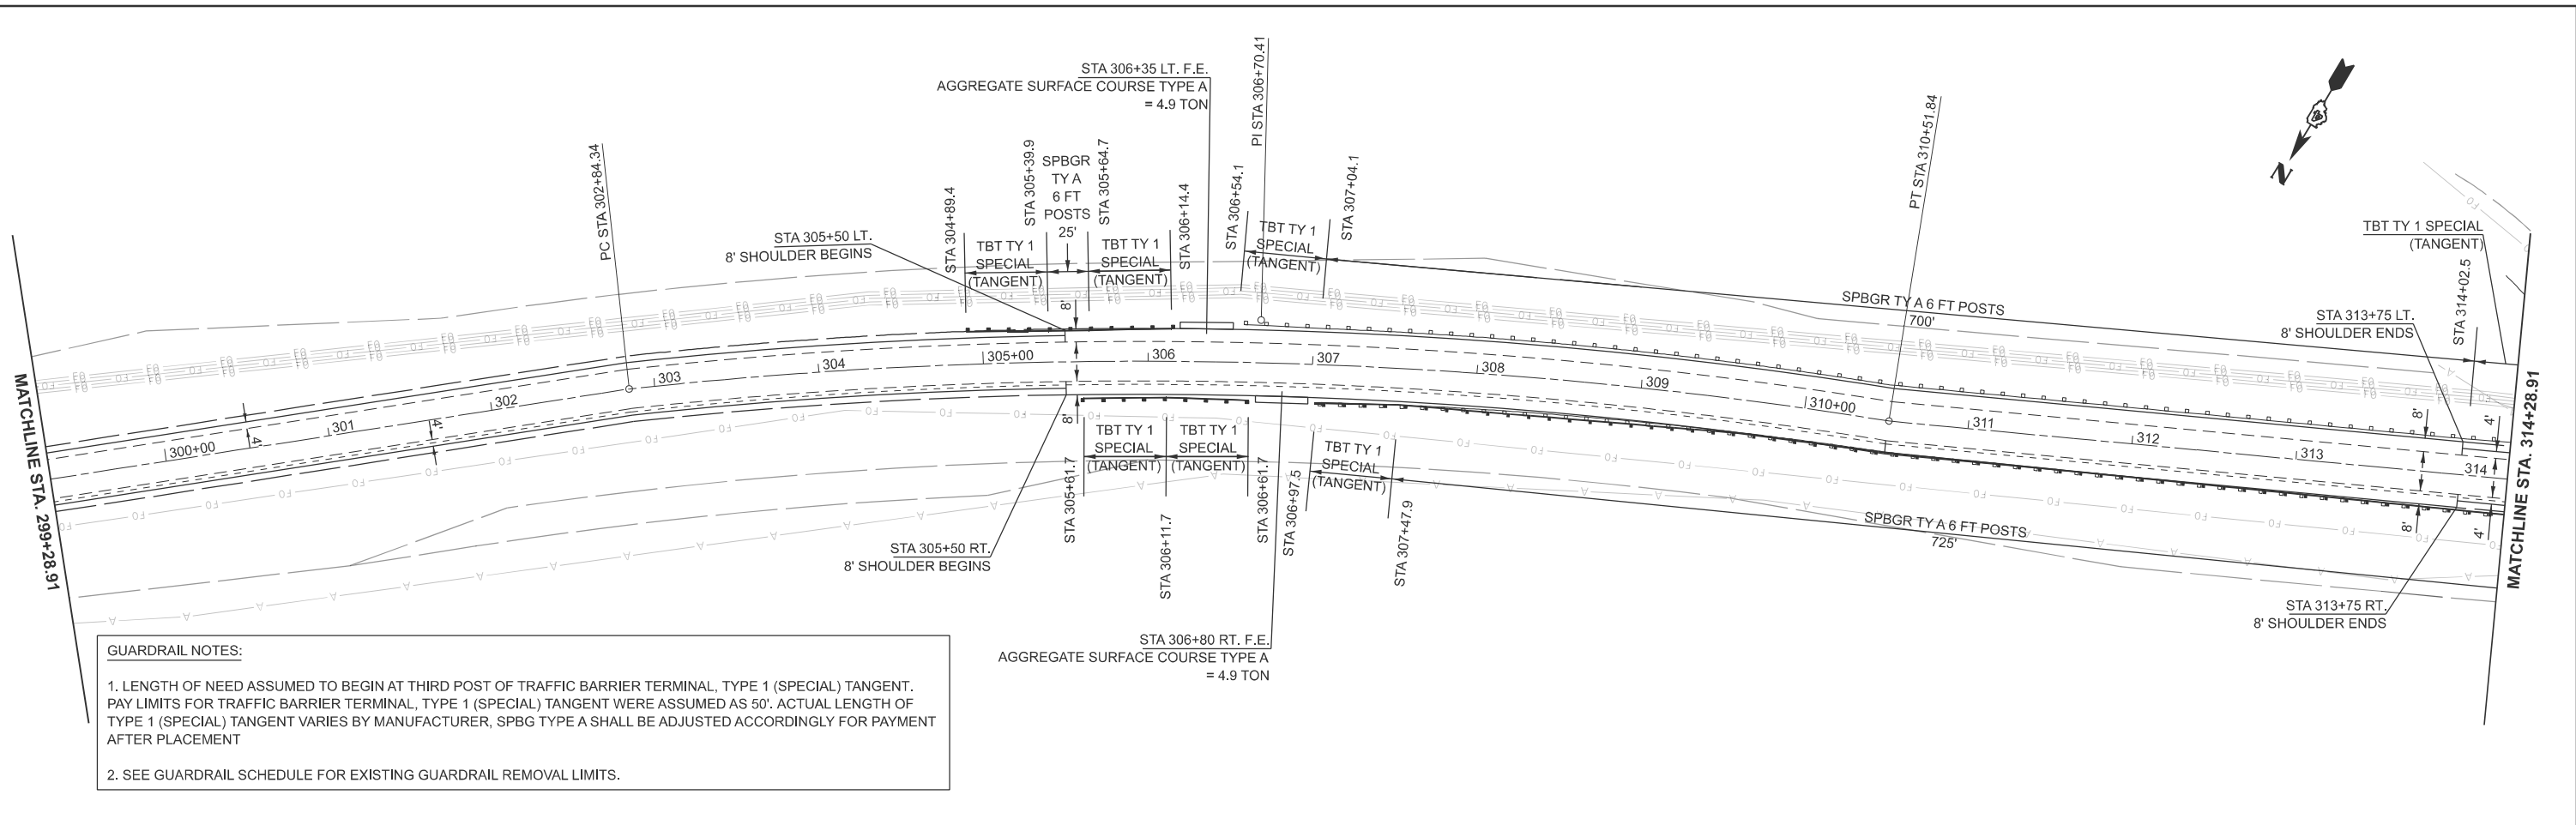 STA 306+35 LT. F.E.
AGGREGATE SURFACE COURSE TYPE A
= 4.9 TON
PI STA 306+70.41
PT STA 310+51.84
PC STA 302+84.34
N
STA 305+50 LT.
8' SHOULDER BEGINS
STA 304+89.4
STA 305+39.9
SPBGR
TY A
6 FT
POSTS
25'
STA 305+64.7
STA 306+14.4
TBT TY 1
SPECIAL
(TANGENT)
TBT TY 1
SPECIAL
(TANGENT)
STA 306+54.1
TBT TY 1
SPECIAL
(TANGENT)
STA 307+04.1
SPBGR TY A 6 FT POSTS
700'
TBT TY 1 SPECIAL
(TANGENT)
STA 314+02.5
STA 313+75 LT.
8' SHOULDER ENDS
MATCHLINE STA. 299+28.91
300+00
301
302
303
304
305+00
306
307
308
309
310+00
311
312
313
314
4'
4'
8'
8'
8'
4'
8'
4'
MATCHLINE STA. 314+28.91
STA 305+50 RT.
8' SHOULDER BEGINS
STA 305+61.7
TBT TY 1
SPECIAL
(TANGENT)
STA 306+11.7
TBT TY 1
SPECIAL
(TANGENT)
STA 306+61.7
STA 306+97.5
TBT TY 1
SPECIAL
(TANGENT)
STA 307+47.9
SPBGR TY A 6 FT POSTS
725'
STA 306+80 RT. F.E.
AGGREGATE SURFACE COURSE TYPE A
= 4.9 TON
STA 313+75 RT.
8' SHOULDER ENDS
GUARDRAIL NOTES:
1. LENGTH OF NEED ASSUMED TO BEGIN AT THIRD POST OF TRAFFIC BARRIER TERMINAL, TYPE 1 (SPECIAL) TANGENT.
PAY LIMITS FOR TRAFFIC BARRIER TERMINAL, TYPE 1 (SPECIAL) TANGENT WERE ASSUMED AS 50'. ACTUAL LENGTH OF
TYPE 1 (SPECIAL) TANGENT VARIES BY MANUFACTURER, SPBG TYPE A SHALL BE ADJUSTED ACCORDINGLY FOR PAYMENT
AFTER PLACEMENT
2. SEE GUARDRAIL SCHEDULE FOR EXISTING GUARDRAIL REMOVAL LIMITS.